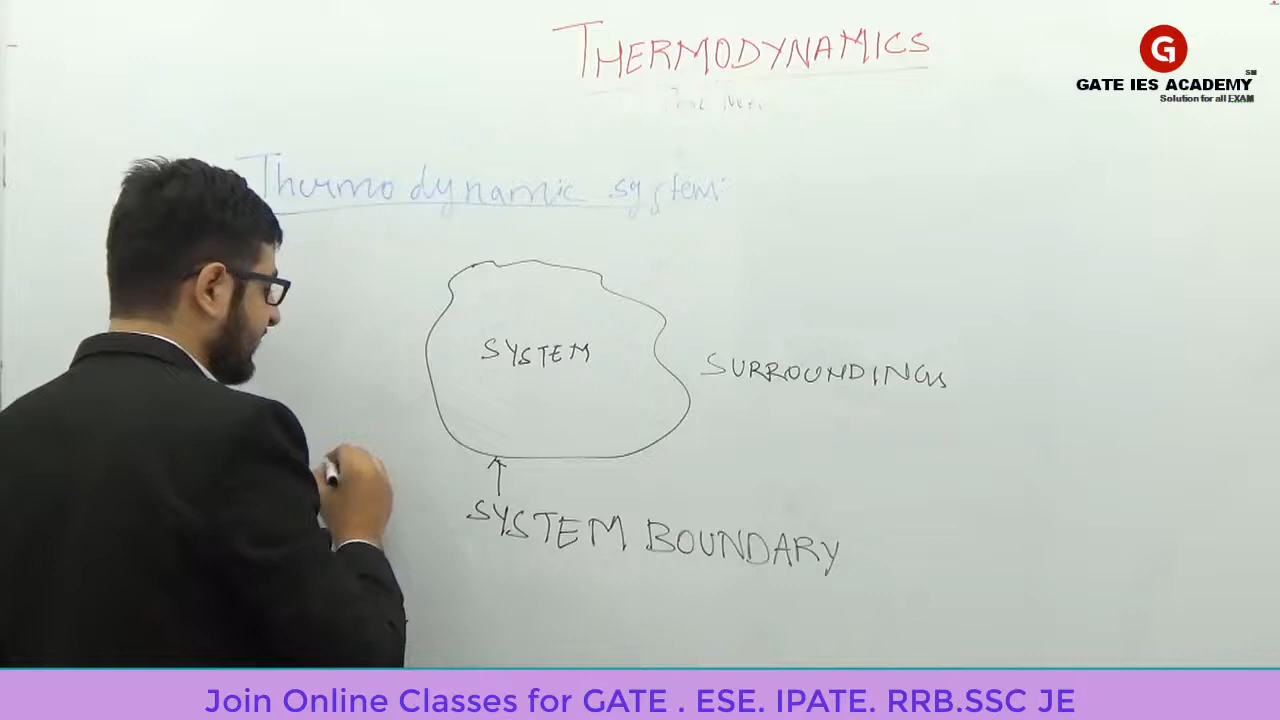 THERMODYNAMICS
G
SM
GATE IES ACADEMY
Solution for all EXAM
Thermodynamic system:
SYSTEM
SURROUNDINGS
SYSTEM BOUNDARY
Join Online Classes for GATE . ESE. IPATE. RRB.SSC JE